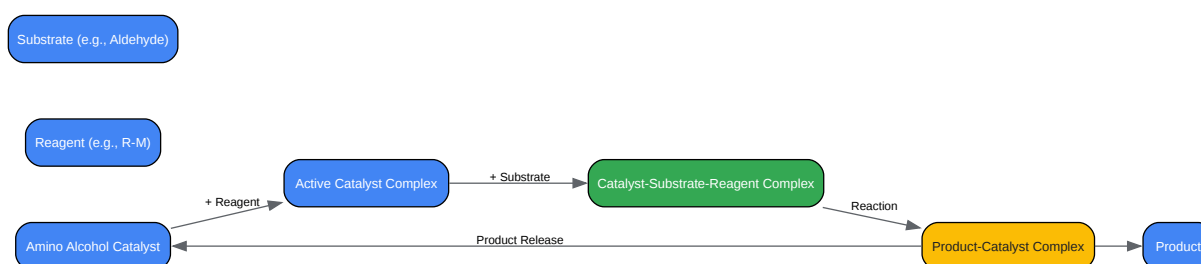 Substrate (e.g., Aldehyde)
Reagent (e.g., R-M)
Active Catalyst Complex
+ Substrate
Catalyst-Substrate-Reagent Complex
+ Reagent
Reaction
Amino Alcohol Catalyst
Product Release
Product-Catalyst Complex
Product